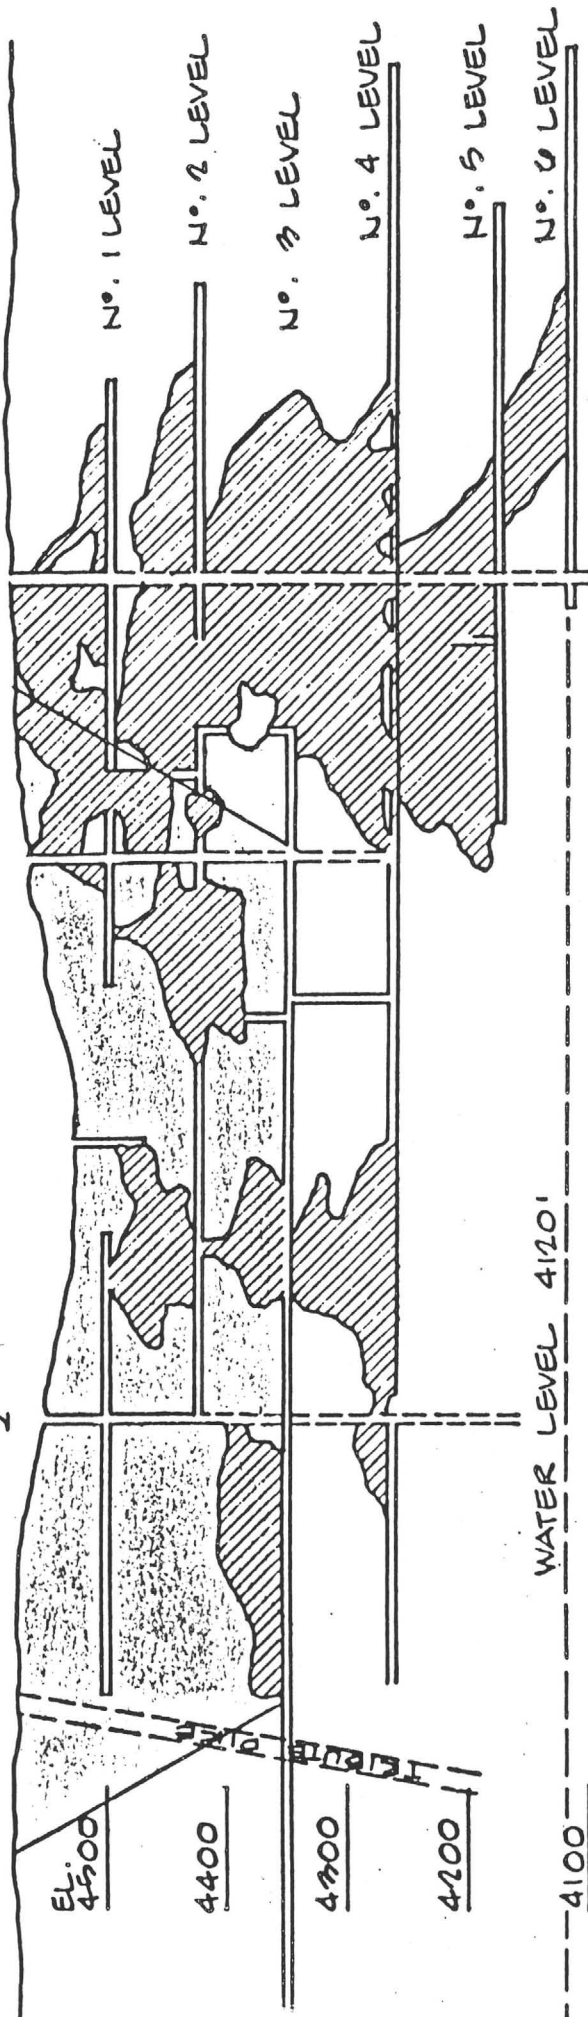 Nº. 1 LEVEL
Nº. 2 LEVEL
Nº. 3 LEVEL
Nº. 4 LEVEL
Nº. 5 LEVEL
Nº. 6 LEVEL
WATER LEVEL 4120'
EL.
4500
4400
4300
4200
4100